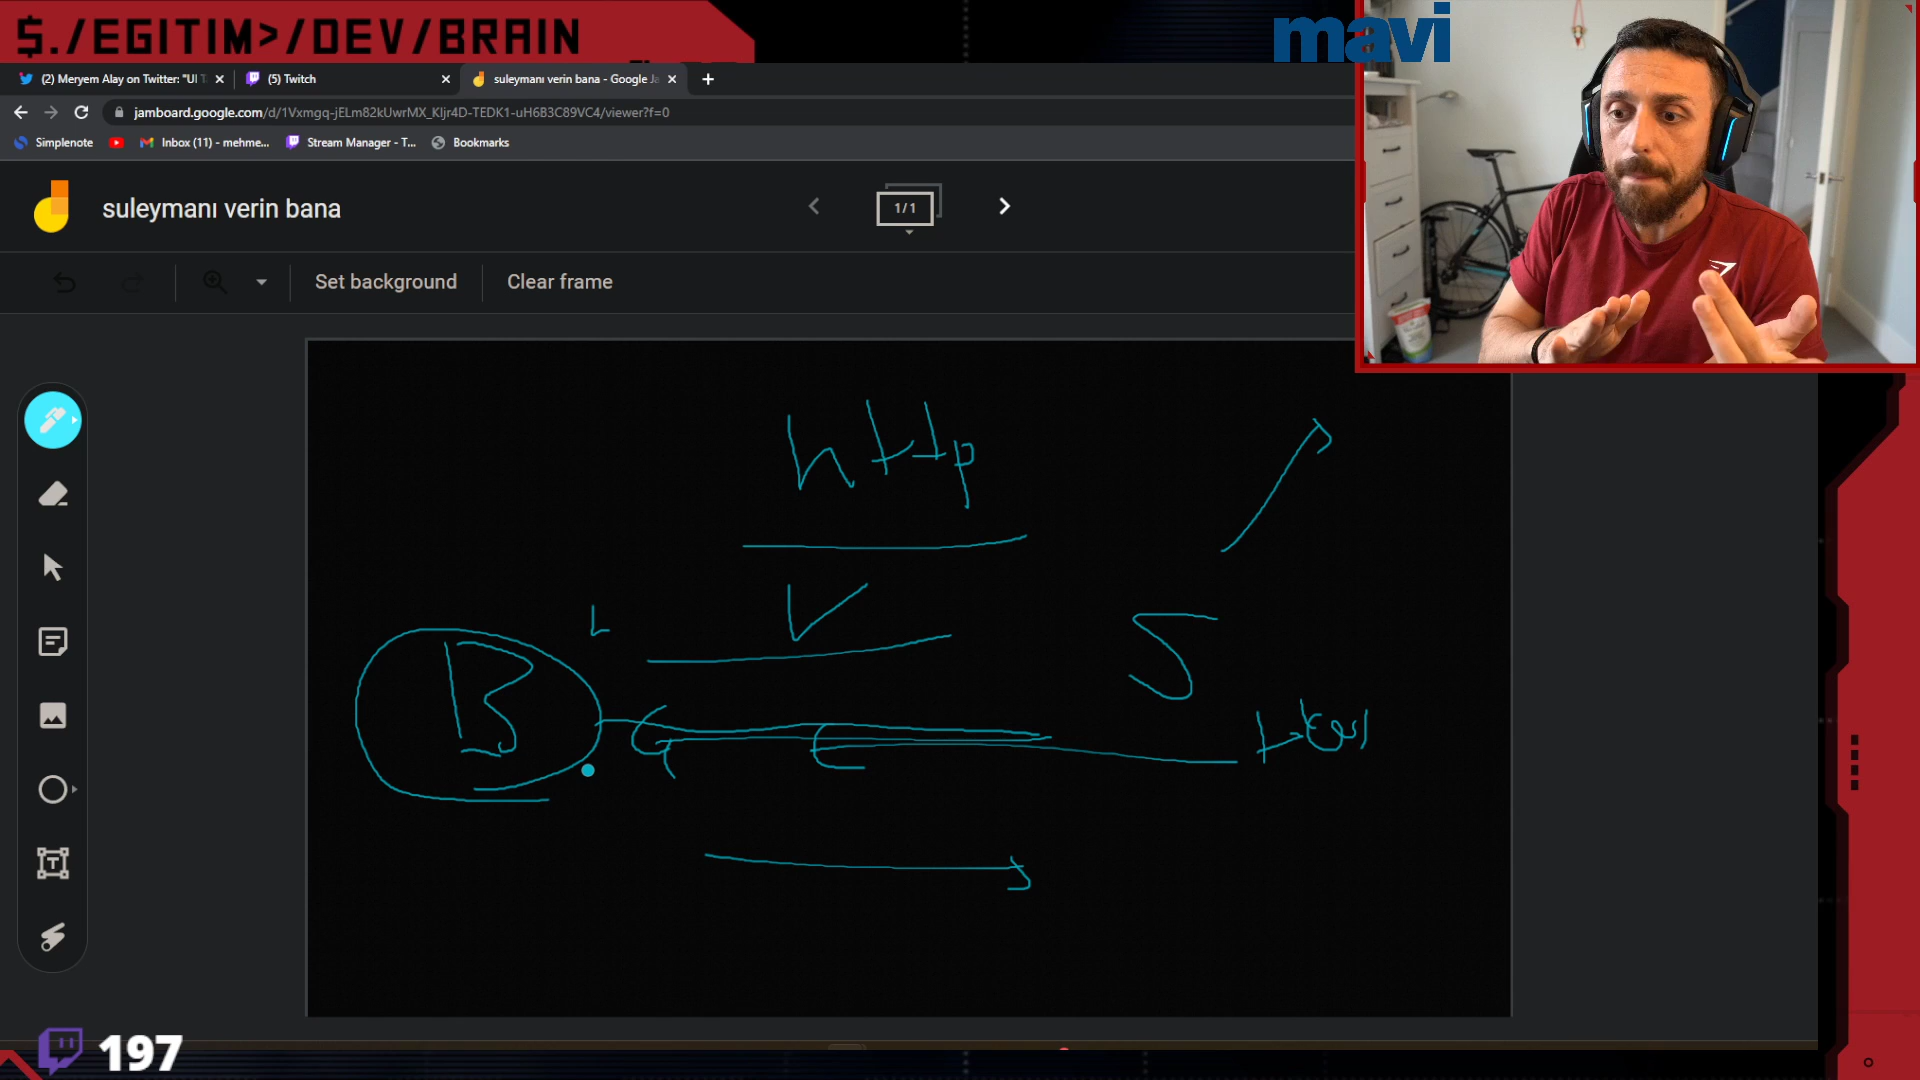 $./EGITIM>/DEV/BRAIN
mavi
(2) Meryem Alay on Twitter: "UI T
(5) Twitch
suleymanı verin bana - Google Ja
jamboard.google.com/d/1Vxmgq-jELm82kUwrMX_KIjr4D-TEDK1-uH6B3C89VC4/viewer?f=0
Simplenote
Inbox (11) - mehme...
Stream Manager - T...
Bookmarks
suleymanı verin bana
1/1
Set background
Clear frame
http
B
S
197